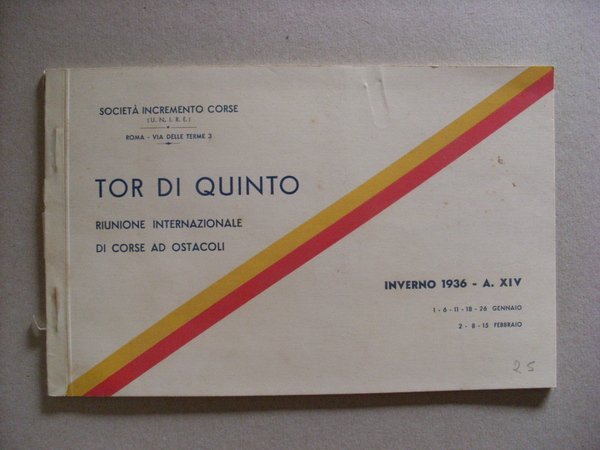 SOCIETÀ INCREMENTO CORSE
(U. N. I. R. E.)
ROMA - VIA DELLE TERME 3
TOR DI QUINTO
RIUNIONE INTERNAZIONALE
DI CORSE AD OSTACOLI
INVERNO 1936 - A. XIV
1 - 6 - 11 - 18 - 26 GENNAIO
2 - 8 - 15 FEBBRAIO
25